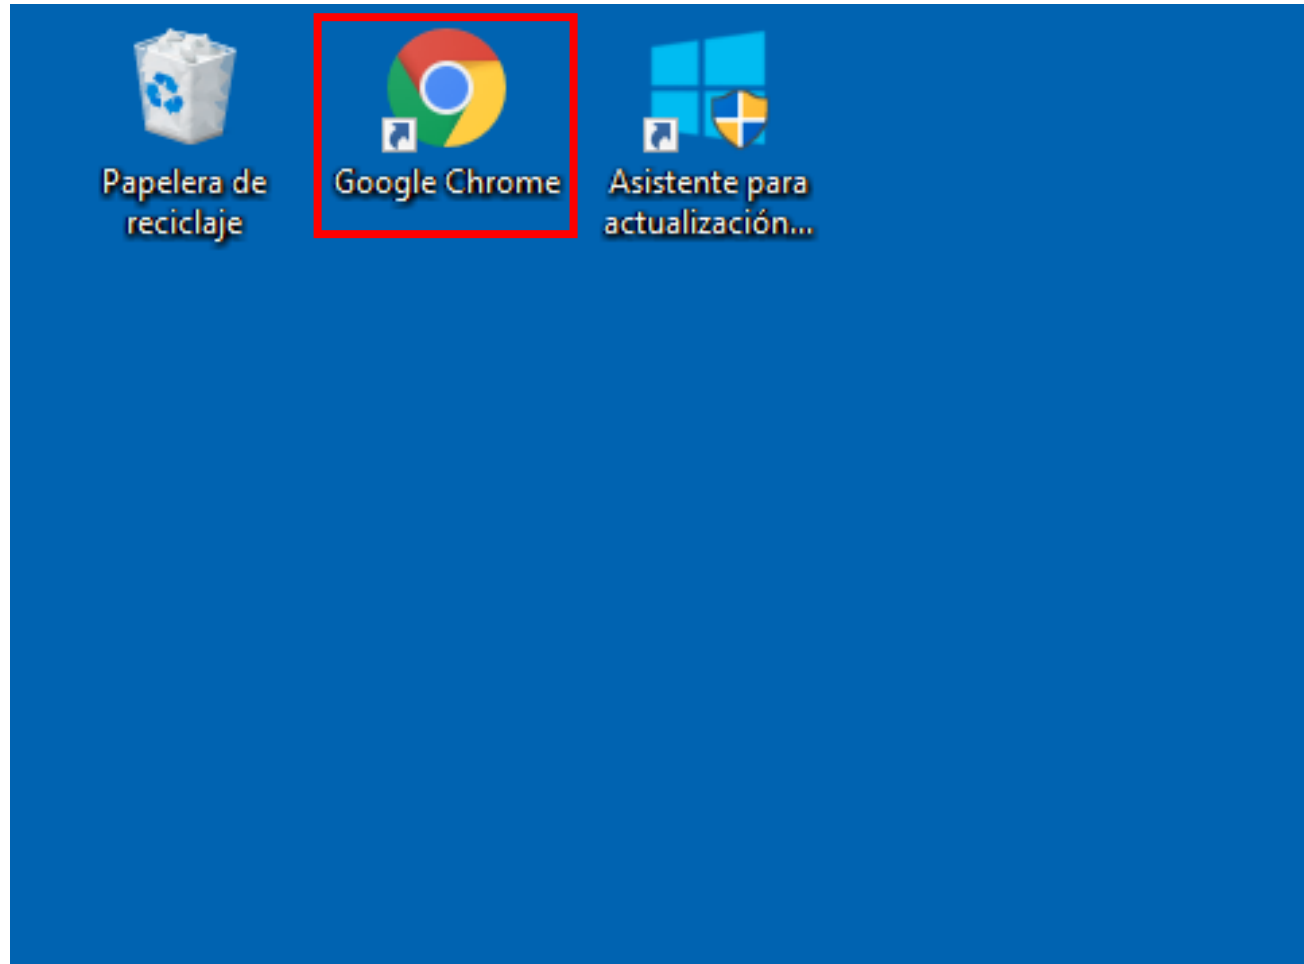 Papelera de
reciclaje
Google Chrome
Asistente para
actualización...